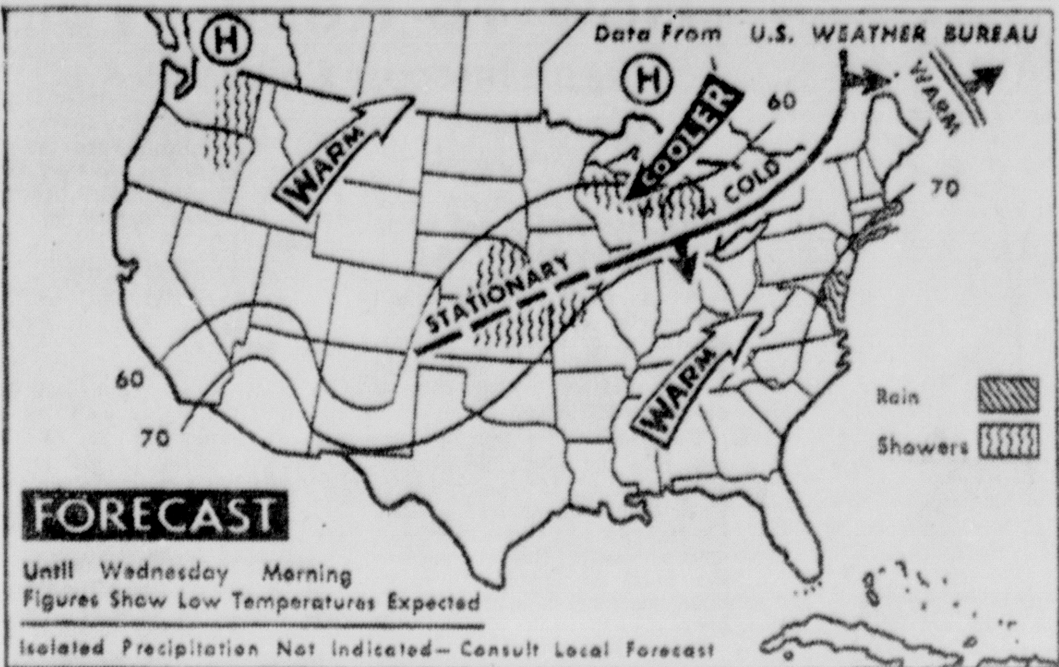 Data From U.S. WEATHER BUREAU
H
H
WARM
COOLER
60
WARM
COLD
70
STATIONARY
WARM
60
70
Rain
Showers
FORECAST
Until Wednesday Morning
Figures Show Low Temperatures Expected
Isolated Precipitation Not Indicated— Consult Local Forecast